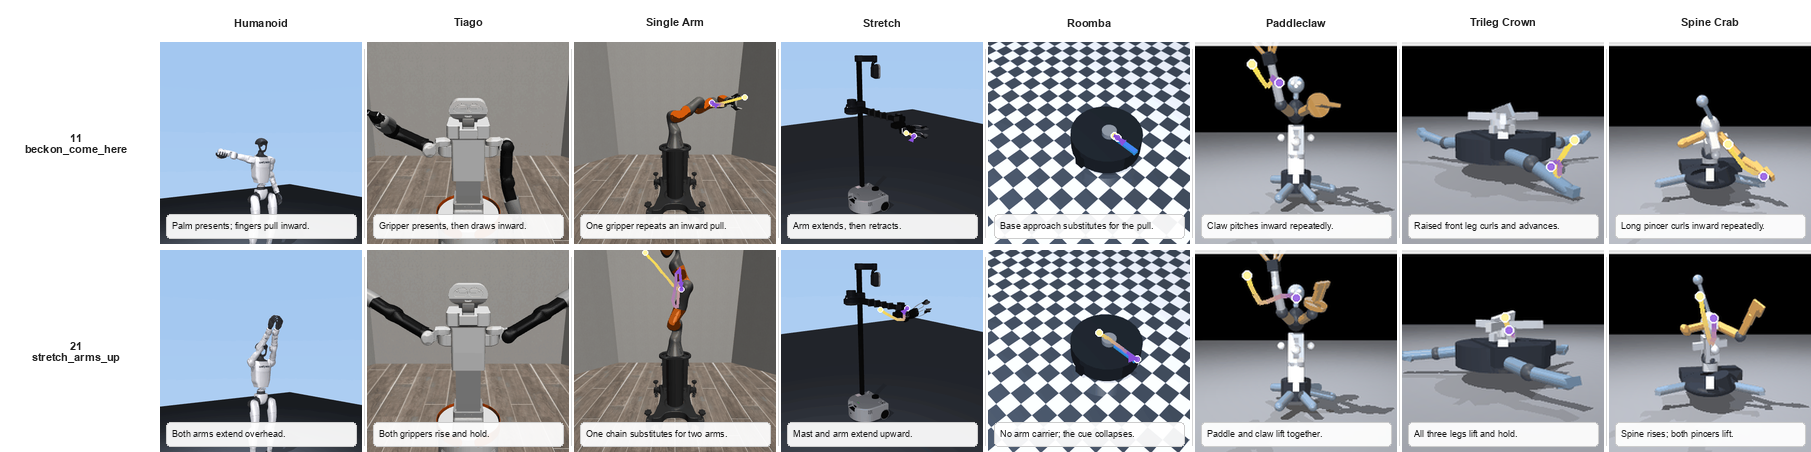 Humanoid
Tiago
Single Arm
Stretch
Roomba
Paddleclaw
Trileg Crown
Spine Crab
11
beckon_come_here
Palm presents; fingers pull inward.
Gripper presents, then draws inward.
One gripper repeats an inward pull.
Arm extends, then retracts.
Base approach substitutes for the pull.
Claw pitches inward repeatedly.
Raised front leg curls and advances.
Long pincer curls inward repeatedly.
21
stretch_arms_up
Both arms extend overhead.
Both grippers rise and hold.
One chain substitutes for two arms.
Mast and arm extend upward.
No arm carrier; the cue collapses.
Paddle and claw lift together.
All three legs lift and hold.
Spine rises; both pincers lift.